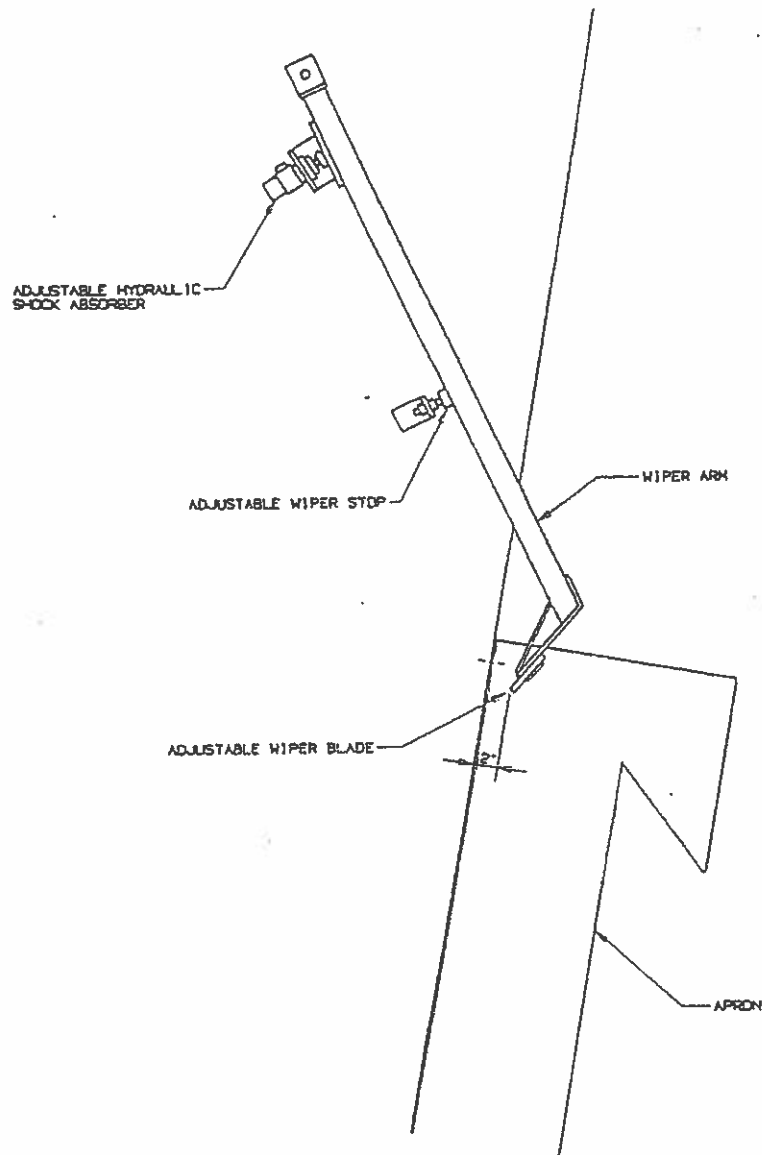 ADJUSTABLE HYDRAULIC
SHOCK ABSORBER
ADJUSTABLE WIPER STOP
WIPER ARM
ADJUSTABLE WIPER BLADE
2"
APRON